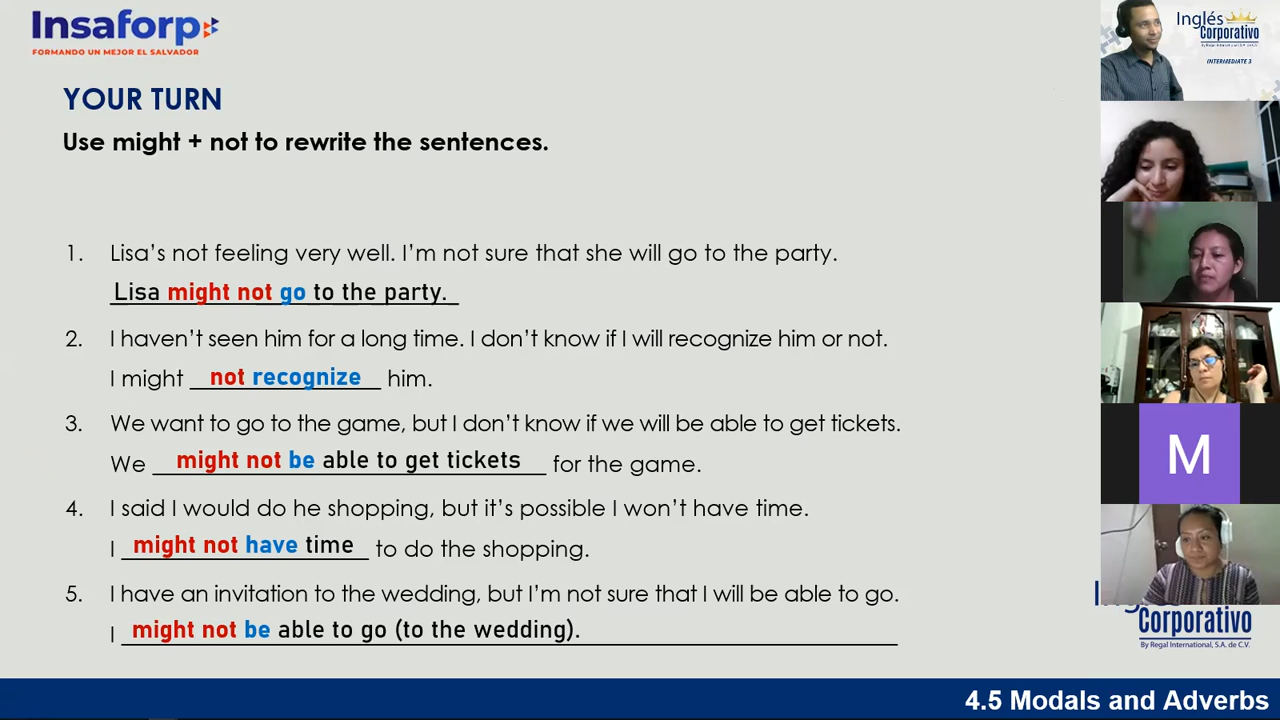 Insaforp
FORMANDO UN MEJOR EL SALVADOR
YOUR TURN
Use might + not to rewrite the sentences.
1. Lisa's not feeling very well. I'm not sure that she will go to the party.
Lisa might not go to the party.
2. I haven't seen him for a long time. I don't know if I will recognize him or not.
I might not recognize him.
3. We want to go to the game, but I don't know if we will be able to get tickets.
We might not be able to get tickets for the game.
4. I said I would do he shopping, but it's possible I won't have time.
I might not have time to do the shopping.
5. I have an invitation to the wedding, but I'm not sure that I will be able to go.
I might not be able to go (to the wedding).
Inglés
Corporativo
By Regal International, S.A. de C.V.
INTERMEDIATE 3
M
Corporativo
By Regal International, S.A. de C.V.
4.5 Modals and Adverbs